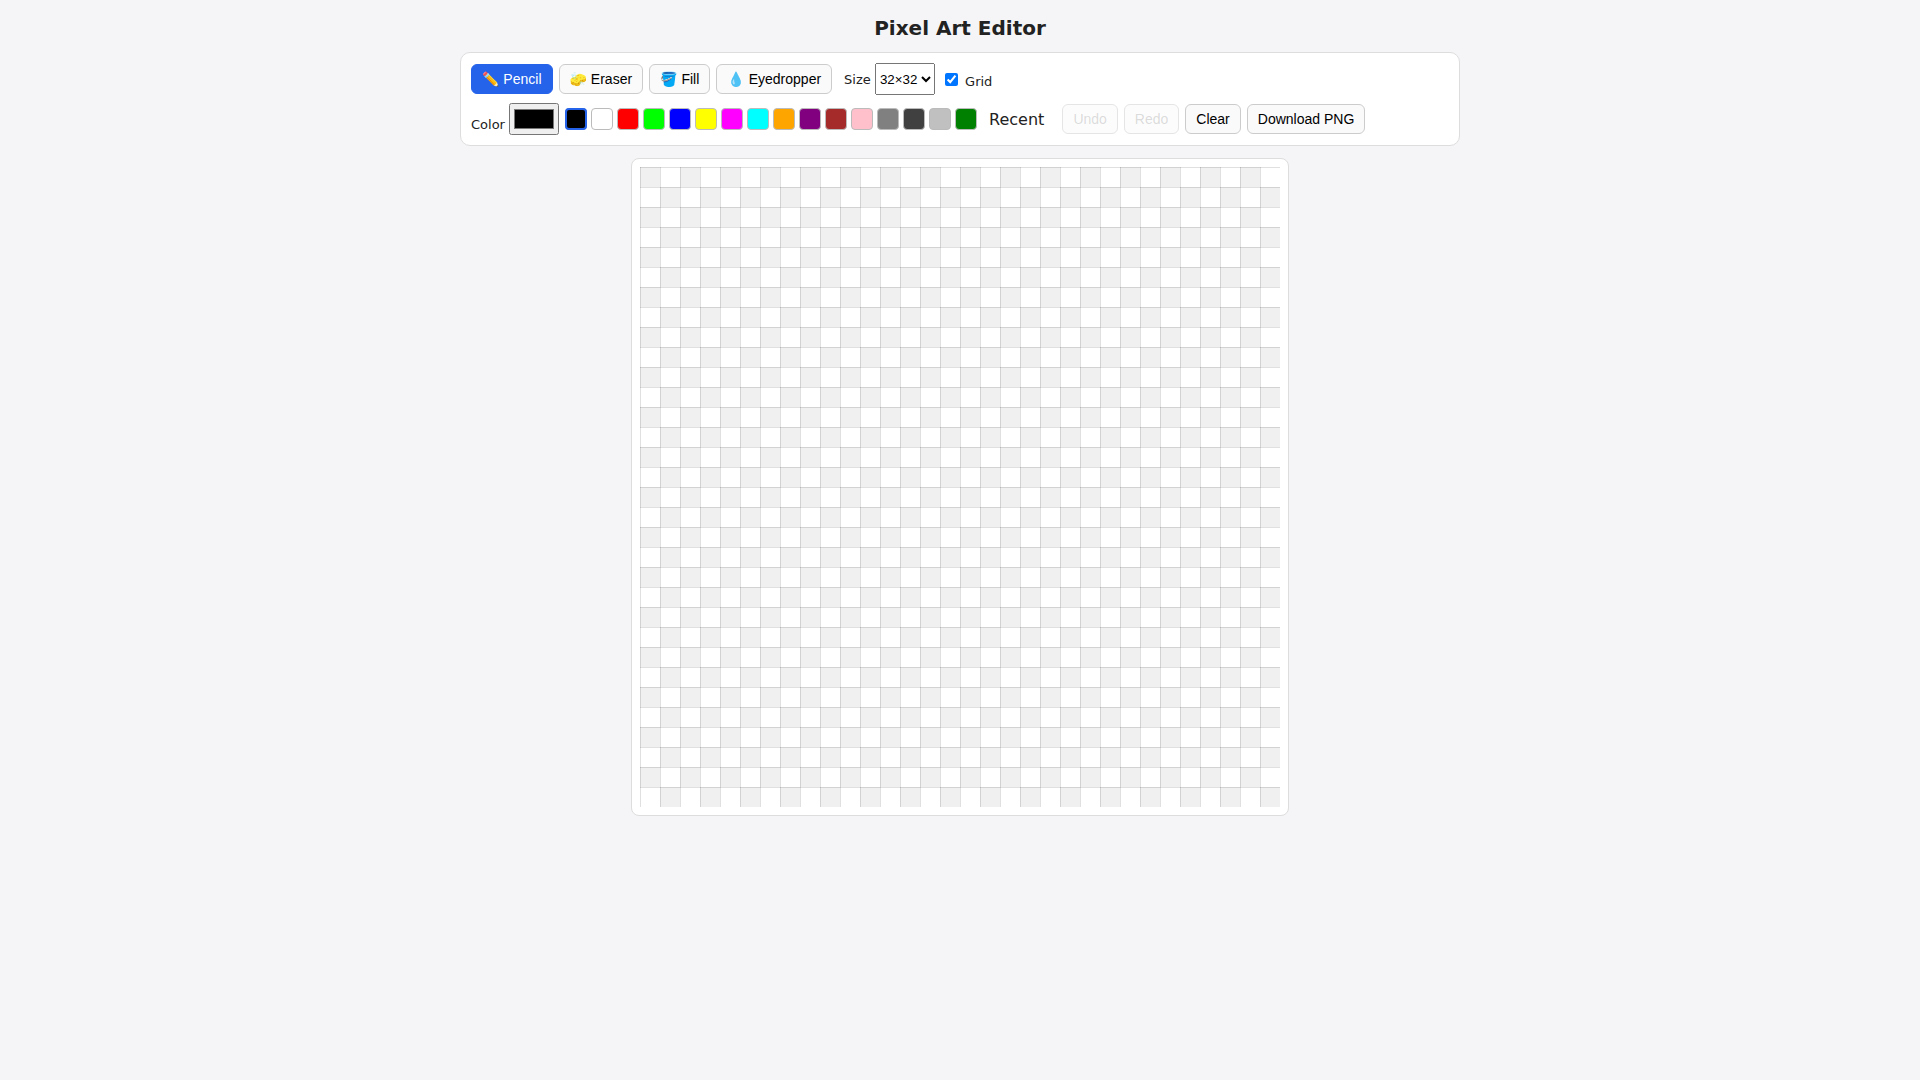 Pixel Art Editor
Pencil Eraser Fill Eyedropper Size 32×32 Grid
Color Recent Undo Redo Clear Download PNG